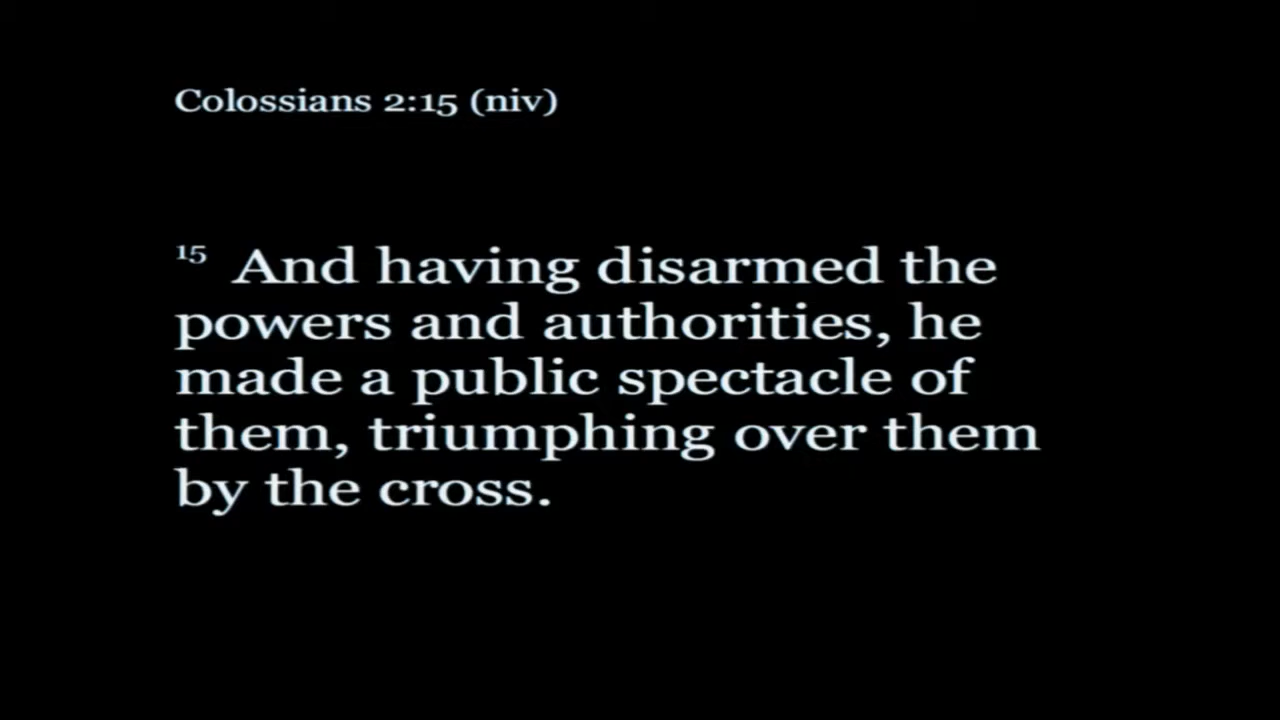 Colossians 2:15 (niv)
15 And having disarmed the
powers and authorities, he
made a public spectacle of
them, triumphing over them
by the cross.